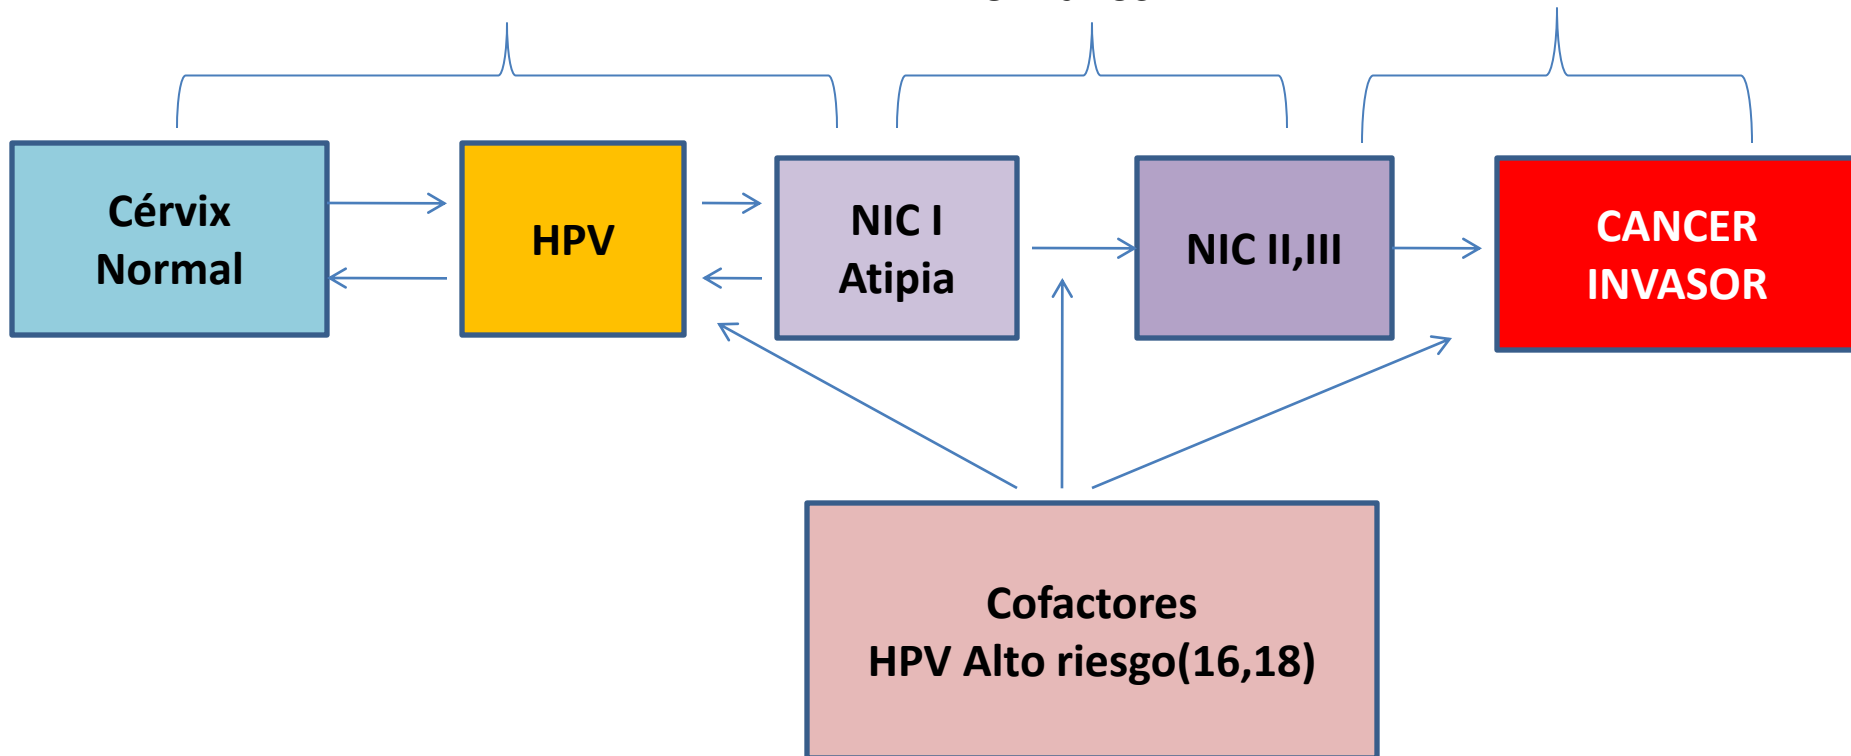 Cérvix
Normal
HPV
NIC I
Atipia
NIC II,III
CANCER
INVASOR
Cofactores
HPV Alto riesgo(16,18)